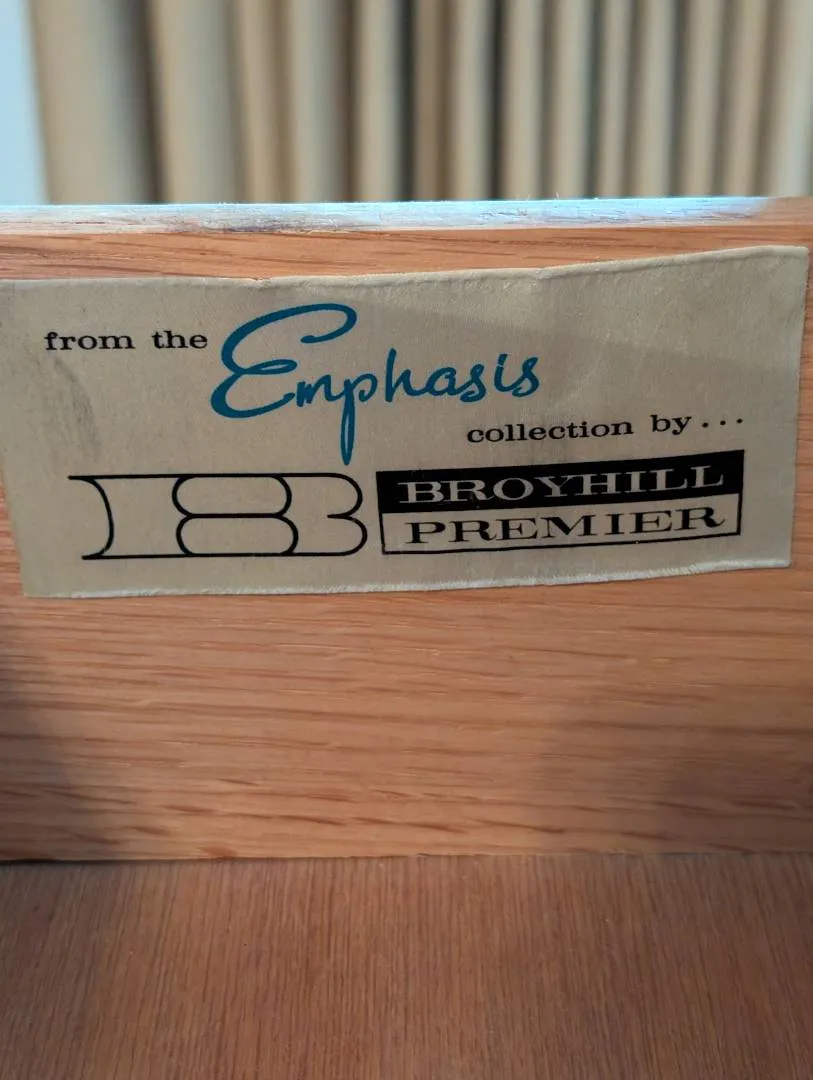 from the Emphasis
collection by...
B BROYHILL
PREMIER